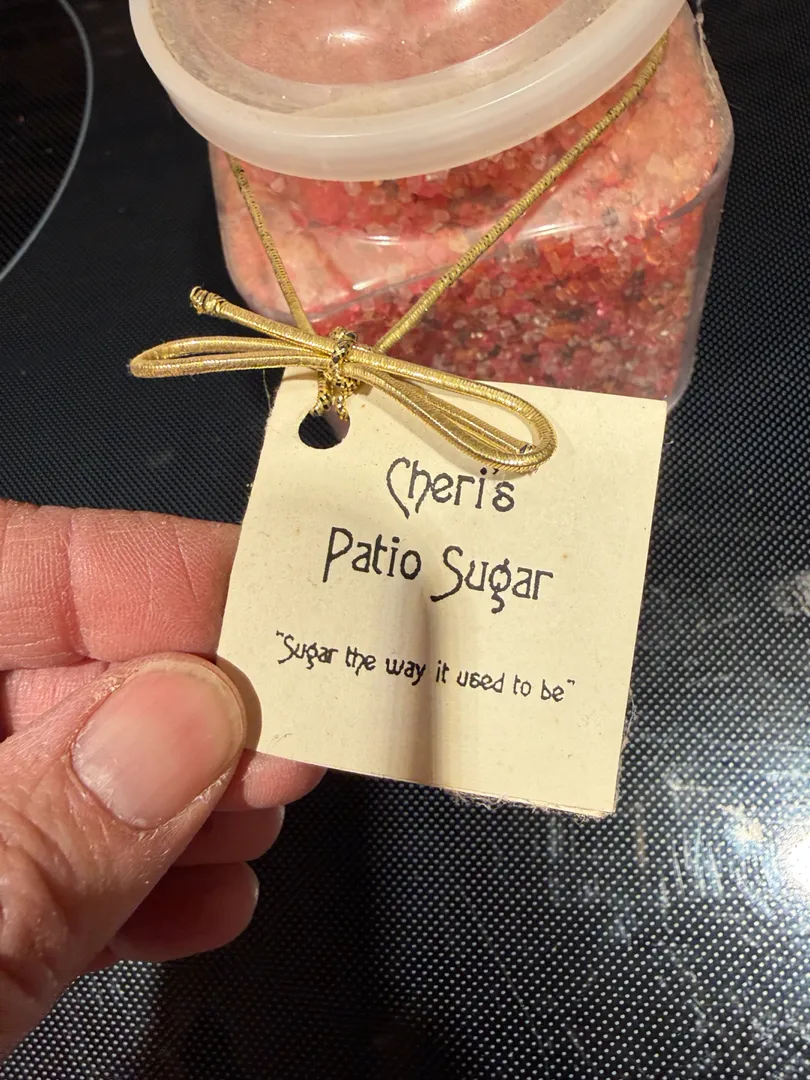 Cheri's
Patio Sugar
"Sugar the way it used to be"